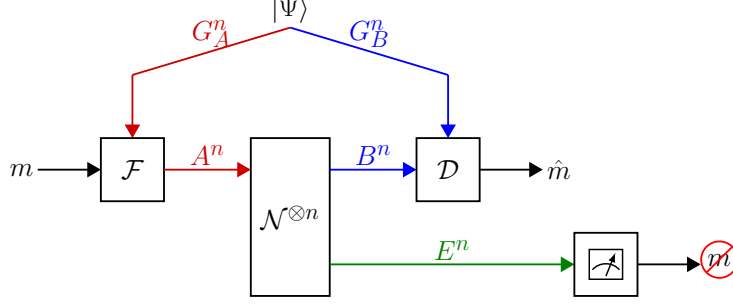 |Ψ⟩
G_A^n G_B^n
m F A^n N^{⊗n} B^n D m̂
E^n m